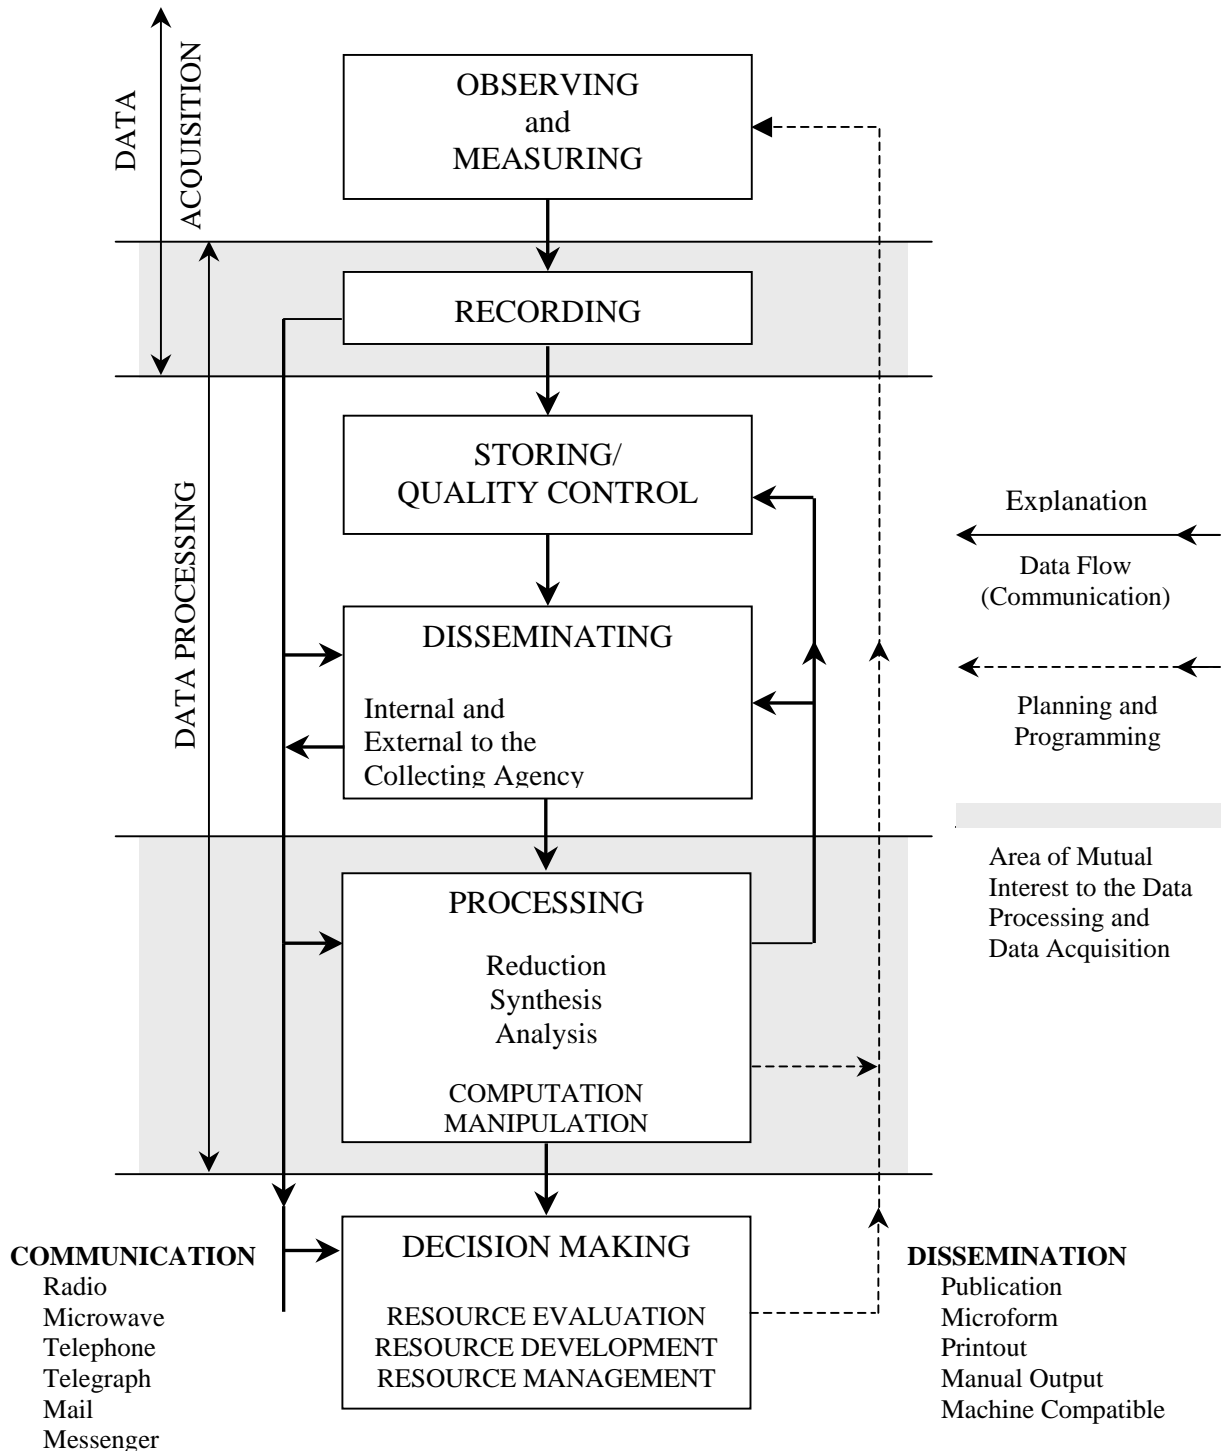 DATA
ACQUISITION
OBSERVING
and
MEASURING
RECORDING
STORING/
QUALITY CONTROL
DATA PROCESSING
DISSEMINATING
Internal and
External to the
Collecting Agency
PROCESSING
Reduction
Synthesis
Analysis
COMPUTATION
MANIPULATION
DECISION MAKING
RESOURCE EVALUATION
RESOURCE DEVELOPMENT
RESOURCE MANAGEMENT
Explanation
Data Flow
(Communication)
Planning and
Programming
Area of Mutual
Interest to the Data
Processing and
Data Acquisition
COMMUNICATION
Radio
Microwave
Telephone
Telegraph
Mail
Messenger
DISSEMINATION
Publication
Microform
Printout
Manual Output
Machine Compatible